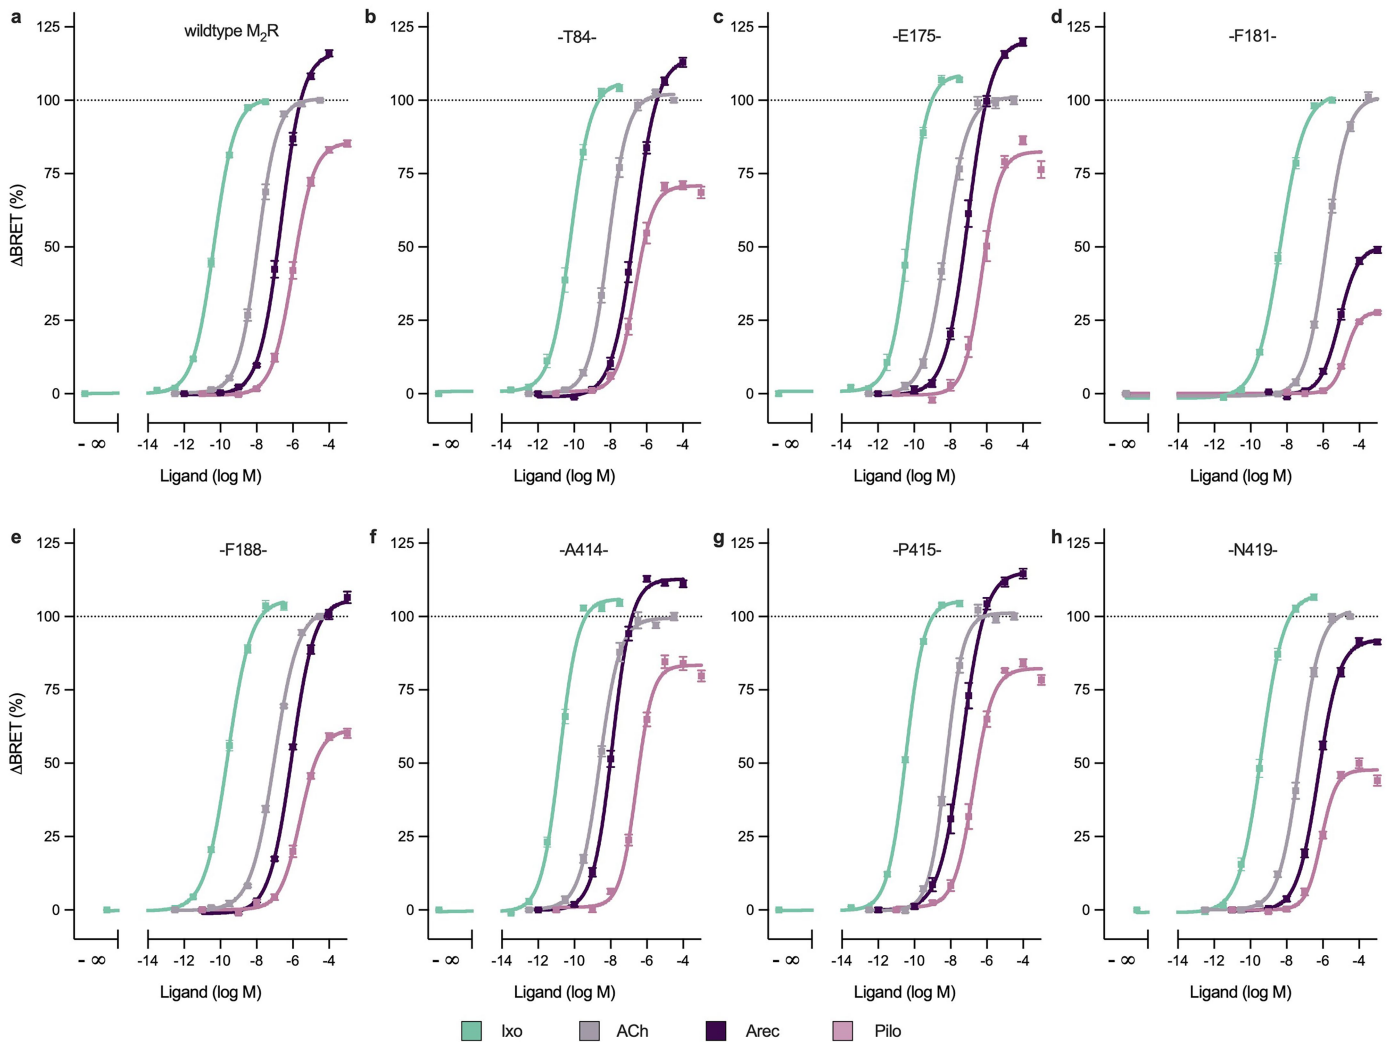 a
wildtype M₂R
125
100
75
50
25
0
ΔBRET (%)
- ∞
-14 -12 -10 -8 -6 -4
Ligand (log M)
b
-T84-
125
100
75
50
25
0
- ∞
-14 -12 -10 -8 -6 -4
Ligand (log M)
c
-E175-
125
100
75
50
25
0
- ∞
-14 -12 -10 -8 -6 -4
Ligand (log M)
d
-F181-
125
100
75
50
25
0
- ∞
-14 -12 -10 -8 -6 -4
Ligand (log M)
e
-F188-
125
100
75
50
25
0
ΔBRET (%)
- ∞
-14 -12 -10 -8 -6 -4
Ligand (log M)
f
-A414-
125
100
75
50
25
0
- ∞
-14 -12 -10 -8 -6 -4
Ligand (log M)
g
-P415-
125
100
75
50
25
0
- ∞
-14 -12 -10 -8 -6 -4
Ligand (log M)
h
-N419-
125
100
75
50
25
0
- ∞
-14 -12 -10 -8 -6 -4
Ligand (log M)
Ixo ACh Arec Pilo